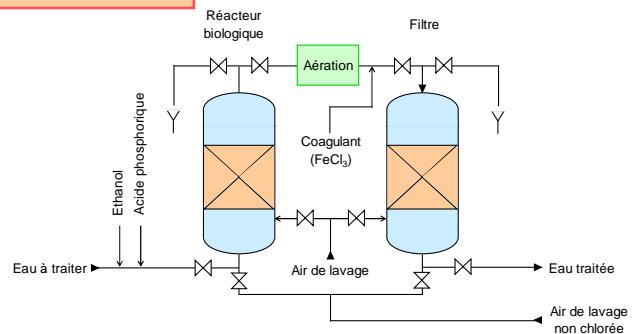 Réacteur
biologique
Filtre
Aération
Ethanol
Acide phosphorique
Coagulant
(FeCl₃)
Eau à traiter
Air de lavage
Eau traitée
Air de lavage
non chlorée